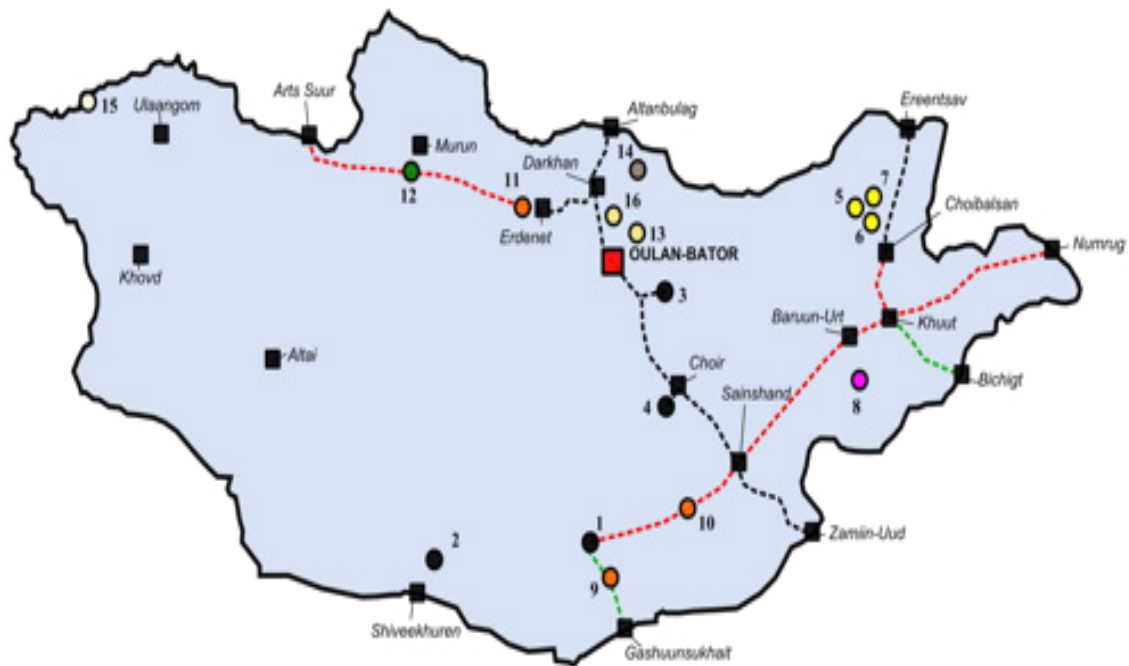 Arts Suur
15
Ulaangom
Altanbulag
Ereentsav
Murun
14
Darkhan
12
11
7
5
16
6
Choibalsan
Erdenet
13
Numrug
OULAN-BATOR
Khovd
3
Baruun-Urt
Khuut
Altai
Choir
Bichigt
4
Sainshand
8
1
10
2
Zamiin-Uud
9
Shiveekhuren
Gashuunsukhait